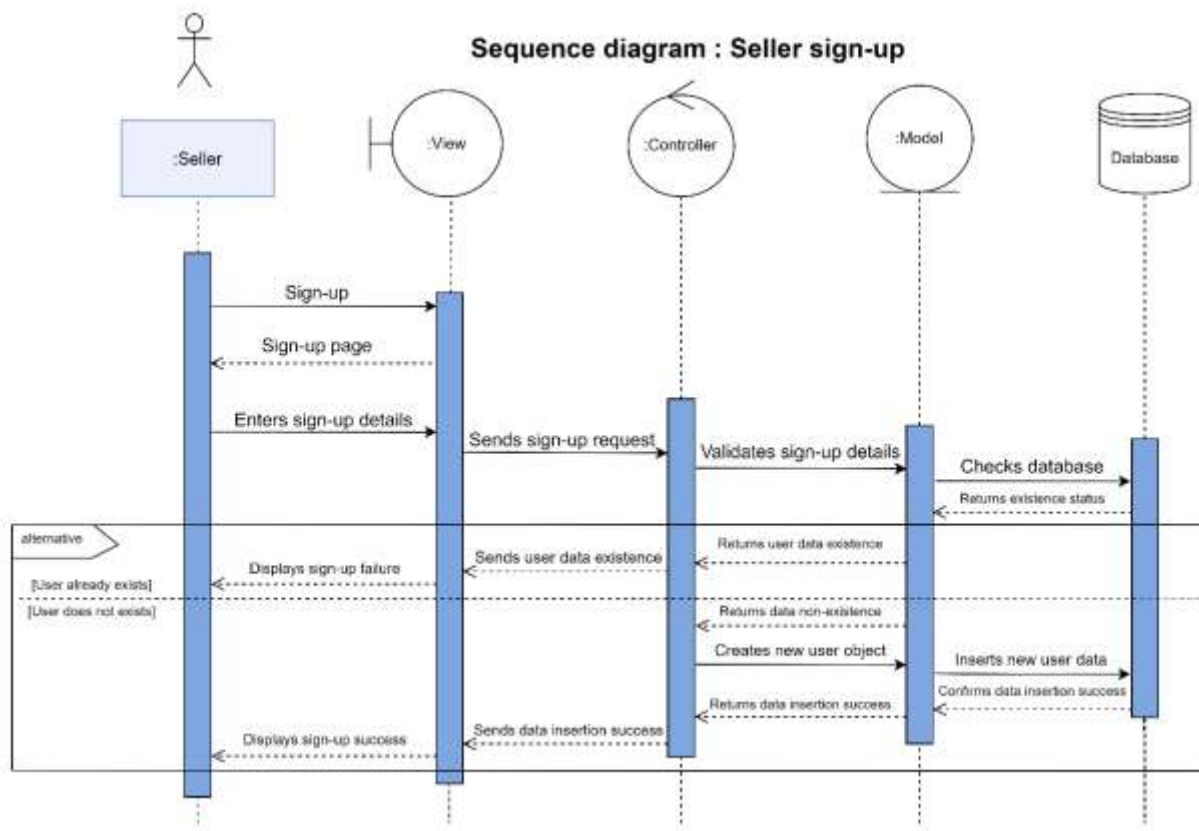 Sequence diagram : Seller sign-up
:Seller
:View
:Controller
:Model
Database
Sign-up
Sign-up page
Enters sign-up details
Sends sign-up request
Validates sign-up details
Checks database
Returns existence status
alternative
Returns user data existence
Sends user data existence
Displays sign-up failure
[User already exists]
[User does not exists]
Returns data non-existence
Creates new user object
Inserts new user data
Confirms data insertion success
Returns data insertion success
Sends data insertion success
Displays sign-up success